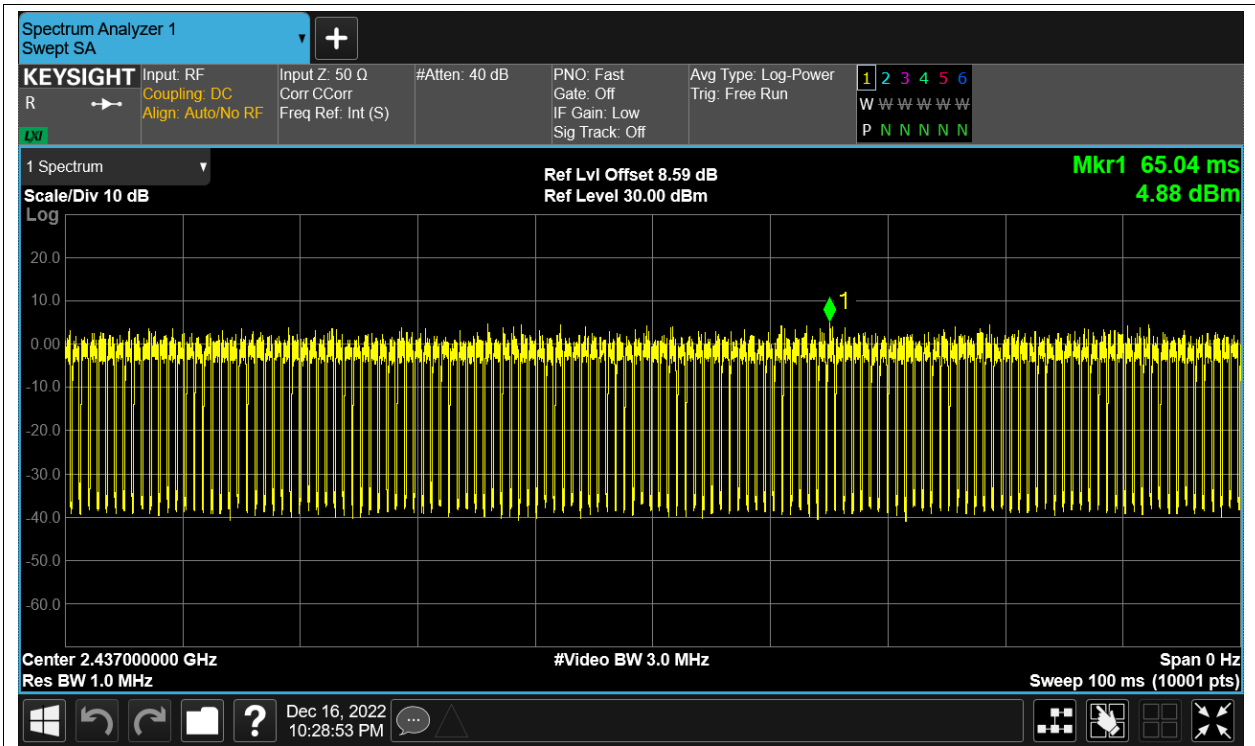 Spectrum Analyzer 1
Swept SA
+
KEYSIGHT
R
LXI
Input: RF
Coupling: DC
Align: Auto/No RF
Input Z: 50 Ω
Corr CCorr
Freq Ref: Int (S)
#Atten: 40 dB
PNO: Fast
Gate: Off
IF Gain: Low
Sig Track: Off
Avg Type: Log-Power
Trig: Free Run
1 2 3 4 5 6
W W W W W W
P N N N N N
1 Spectrum
Scale/Div 10 dB
Ref Lvl Offset 8.59 dB
Ref Level 30.00 dBm
Mkr1 65.04 ms
4.88 dBm
Log
20.0
10.0
1
0.00
-10.0
-20.0
-30.0
-40.0
-50.0
-60.0
Center 2.437000000 GHz
#Video BW 3.0 MHz
Span 0 Hz
Res BW 1.0 MHz
Sweep 100 ms (10001 pts)
?
Dec 16, 2022
10:28:53 PM